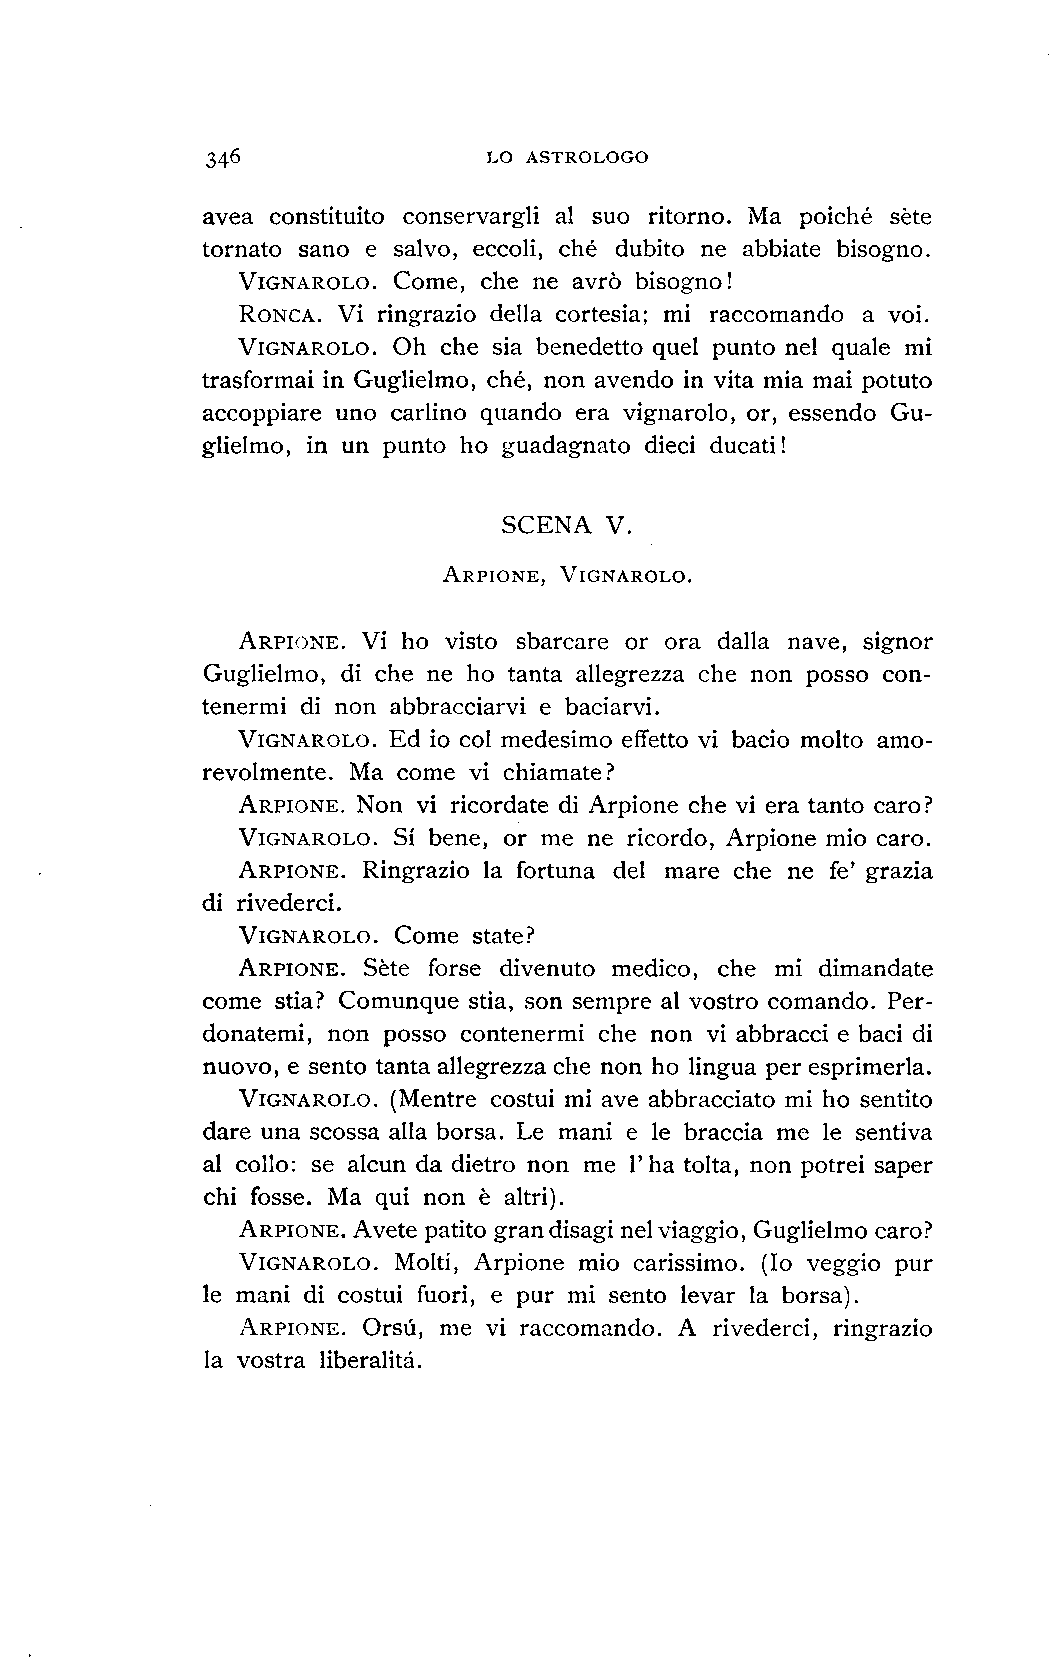 346 LO ASTROLOGO
avea constituito conservargli al suo ritorno. Ma poiché sète
tornato sano e salvo, eccoli, ché dubito ne abbiate bisogno.
VIGNAROLO. Come, che ne avrò bisogno!
RONCA. Vi ringrazio della cortesia; mi raccomando a voi.
VIGNAROLO. Oh che sia benedetto quel punto nel quale mi
trasformai in Guglielmo, ché, non avendo in vita mia mai potuto
accoppiare uno carlino quando era vignarolo, or, essendo Gu-
glielmo, in un punto ho guadagnato dieci ducati!
SCENA V.
ARPIONE, VIGNAROLO.
ARPIONE. Vi ho visto sbarcare or ora dalla nave, signor
Guglielmo, di che ne ho tanta allegrezza che non posso con-
tenermi di non abbracciarvi e baciarvi.
VIGNAROLO. Ed io col medesimo effetto vi bacio molto amo-
revolmente. Ma come vi chiamate?
ARPIONE. Non vi ricordate di Arpione che vi era tanto caro?
VIGNAROLO. Sí bene, or me ne ricordo, Arpione mio caro.
ARPIONE. Ringrazio la fortuna del mare che ne fe' grazia
di rivederci.
VIGNAROLO. Come state?
ARPIONE. Sète forse divenuto medico, che mi dimandate
come stia? Comunque stia, son sempre al vostro comando. Per-
donatemi, non posso contenermi che non vi abbracci e baci di
nuovo, e sento tanta allegrezza che non ho lingua per esprimerla.
VIGNAROLO. (Mentre costui mi ave abbracciato mi ho sentito
dare una scossa alla borsa. Le mani e le braccia me le sentiva
al collo: se alcun da dietro non me l'ha tolta, non potrei saper
chi fosse. Ma qui non è altri).
ARPIONE. Avete patito gran disagi nel viaggio, Guglielmo caro?
VIGNAROLO. Molti, Arpione mio carissimo. (Io veggio pur
le mani di costui fuori, e pur mi sento levar la borsa).
ARPIONE. Orsú, me vi raccomando. A rivederci, ringrazio
la vostra liberalitá.